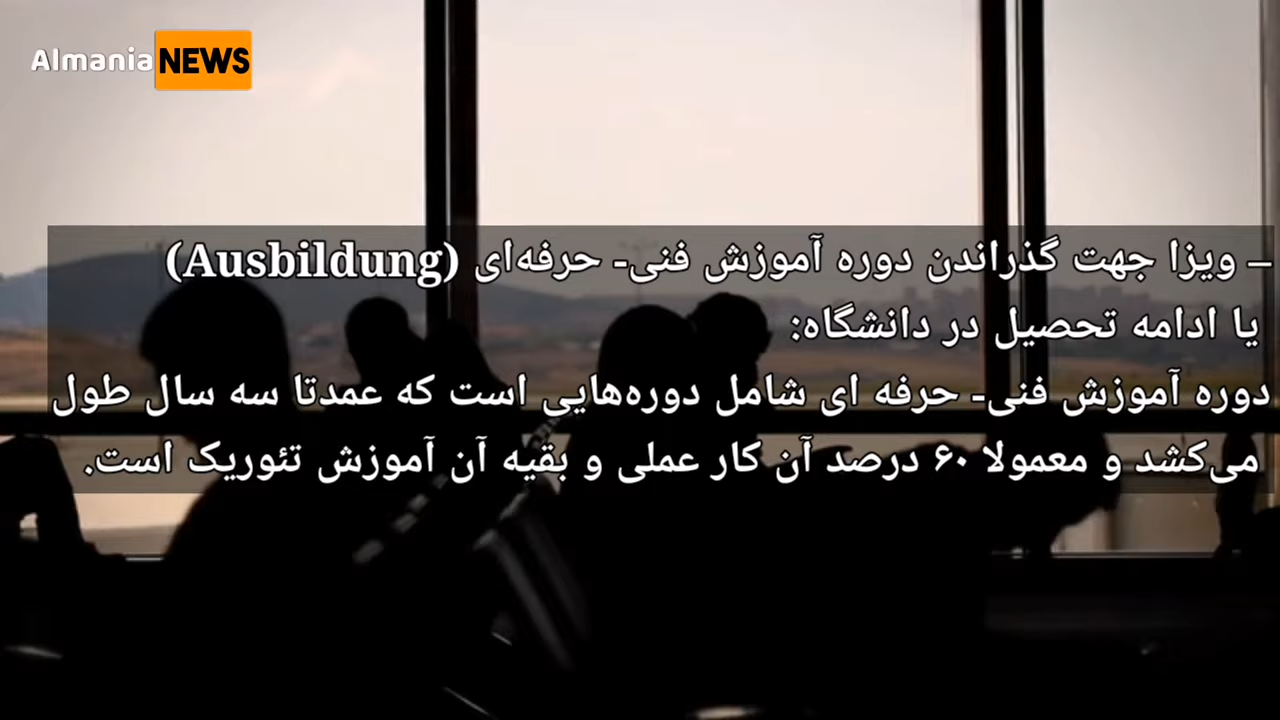 Almania NEWS
– ویزا جهت گذراندن دوره آموزش فنی- حرفه‌ای (Ausbildung)
یا ادامه تحصیل در دانشگاه:
دوره آموزش فنی- حرفه ای شامل دوره‌هایی است که عمدتا سه سال طول
می‌کشد و معمولا ۶۰ درصد آن کار عملی و بقیه آن آموزش تئوریک است.